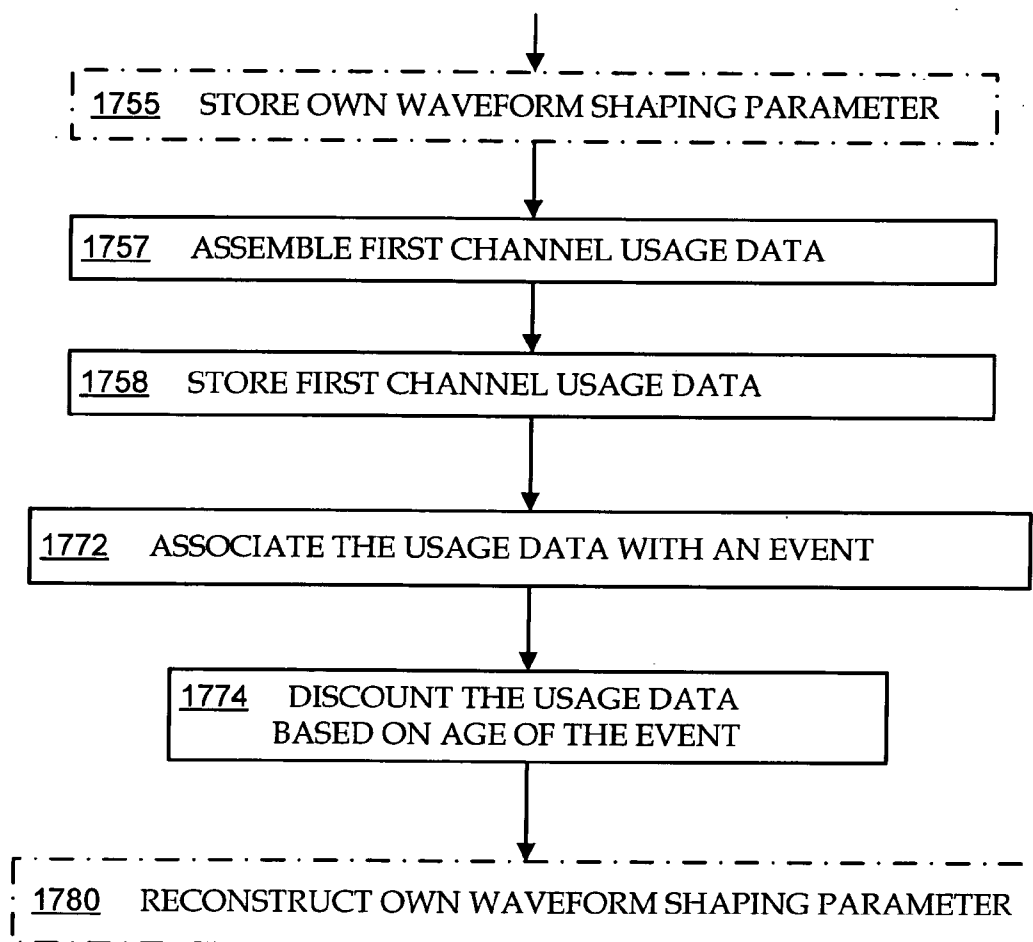 1755 STORE OWN WAVEFORM SHAPING PARAMETER
1757 ASSEMBLE FIRST CHANNEL USAGE DATA
1758 STORE FIRST CHANNEL USAGE DATA
1772 ASSOCIATE THE USAGE DATA WITH AN EVENT
1774 DISCOUNT THE USAGE DATA
BASED ON AGE OF THE EVENT
1780 RECONSTRUCT OWN WAVEFORM SHAPING PARAMETER